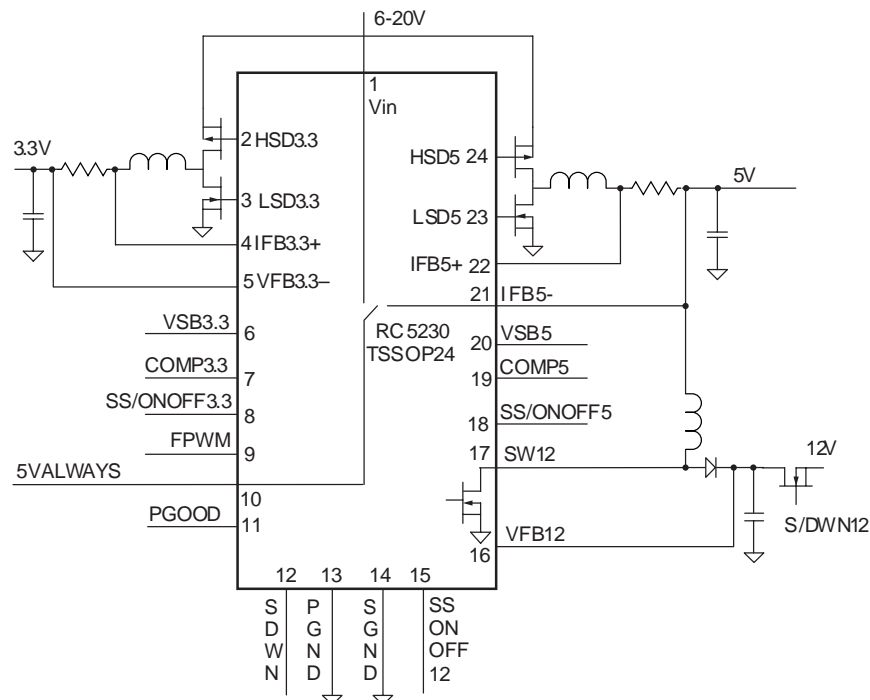 6-20V
1
Vin
3.3V
2 HSD3.3
3 LSD3.3
4 IFB3.3+
5 VFB3.3–
VSB3.3
6
COMP3.3
7
SS/ONOFF3.3
8
FPWM
9
5VALWAYS
10
PGOOD
11
HSD5 24
LSD5 23
5V
IFB5+
22
21 IFB5-
RC5230
TSSOP24
VSB5
20
COMP5
19
SS/ONOFF5
18
17 SW12
12V
S/DWN12
VFB12
16
12 13 14 15
S
D
W
N
P
G
N
D
S
G
N
D
SS
ON
OFF
12